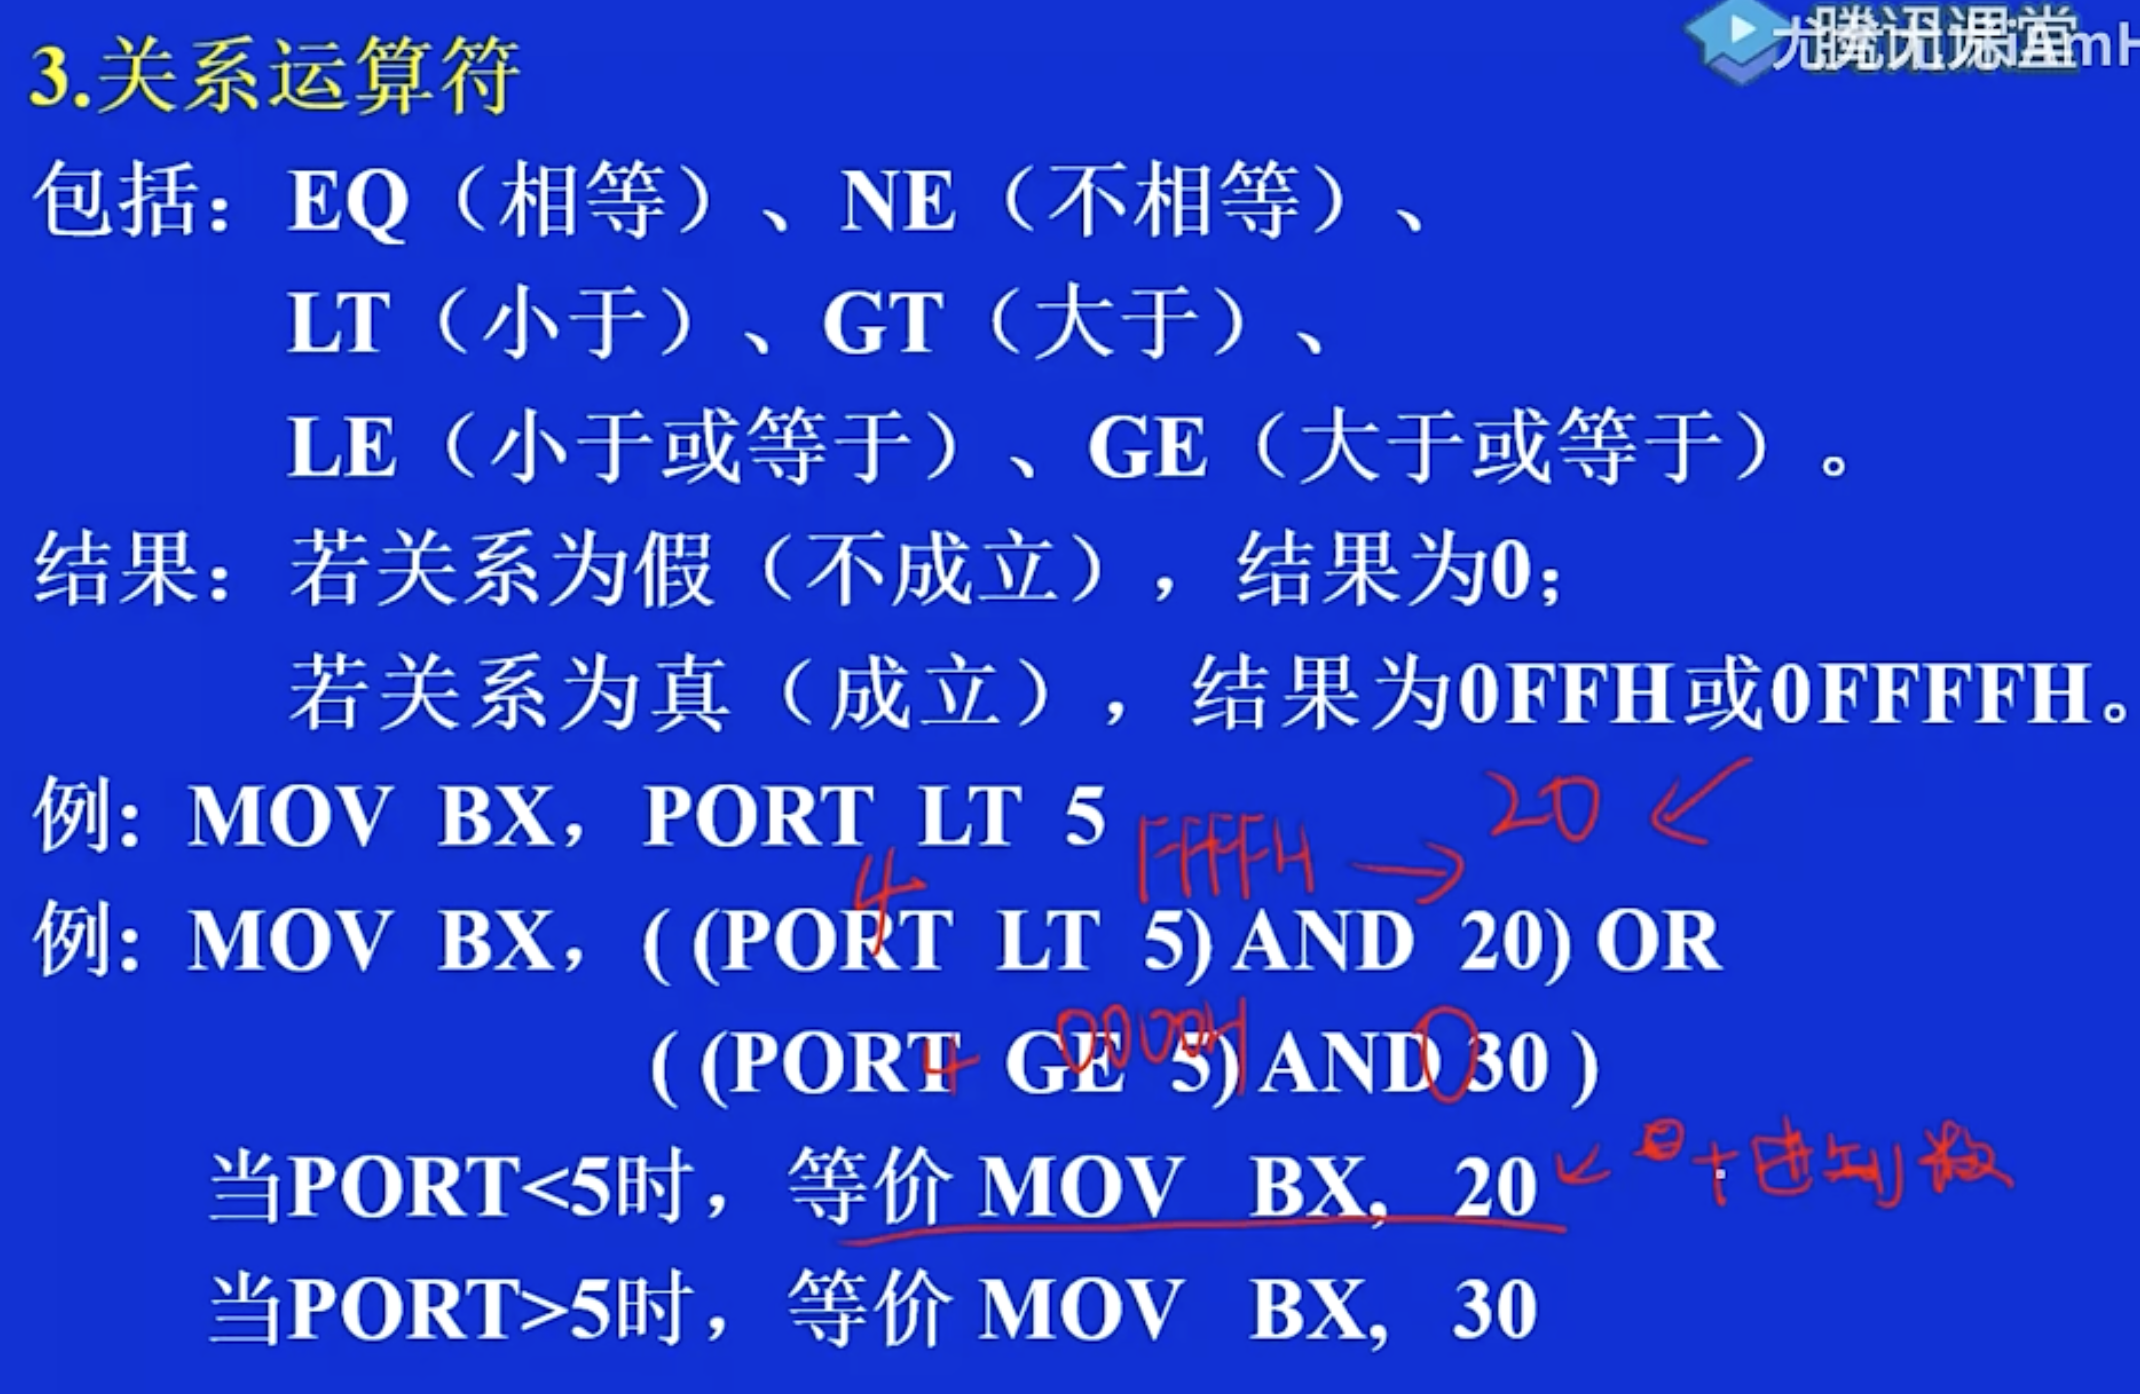 腾讯课堂
3.关系运算符
包括：EQ（相等）、NE（不相等）、
LT（小于）、GT（大于）、
LE（小于或等于）、GE（大于或等于）。
结果：若关系为假（不成立），结果为0；
若关系为真（成立），结果为0FFH或0FFFFH。
例：MOV BX，PORT LT 5
FFFFH → 20
4
例：MOV BX，（(PORT LT 5) AND 20) OR
0000H 0
4
（(PORT GE 5) AND 30 )
当PORT<5时，等价 MOV BX, 20
十进制数
当PORT>5时，等价 MOV BX, 30